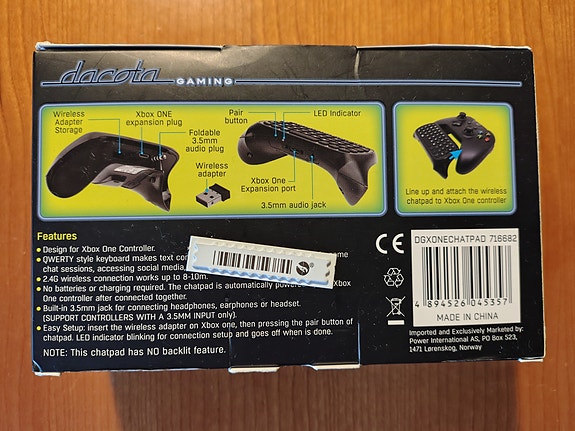 dacota GAMING
Wireless Adapter Storage
Xbox ONE expansion plug
Foldable 3.5mm audio plug
Wireless adapter
Pair button
LED Indicator
Xbox One Expansion port
3.5mm audio jack
Line up and attach the wireless
chatpad to Xbox One controller
Features
• Design for Xbox One Controller.
• QWERTY style keyboard makes text
chat sessions, accessing social media,
• 2.4G wireless connection works up to 8-10m.
• No batteries or charging required. The chatpad is automatically Xbox
One controller after connected together.
• Built-in 3.5mm jack for connecting headphones, earphones or headset.
(SUPPORT CONTROLLERS WITH A 3.5MM INPUT ONLY).
• Easy Setup: insert the wireless adapter on Xbox one, then pressing the pair button of
chatpad. LED indicator blinking for connection setup and goes off when is done.
NOTE: This chatpad has NO backlit feature.
CE
DGXONECHATPAD 716682
4 894526 045357
MADE IN CHINA
Imported and Exclusively Marketed by:
Power International AS, PO Box 523,
1471 Lørenskog, Norway